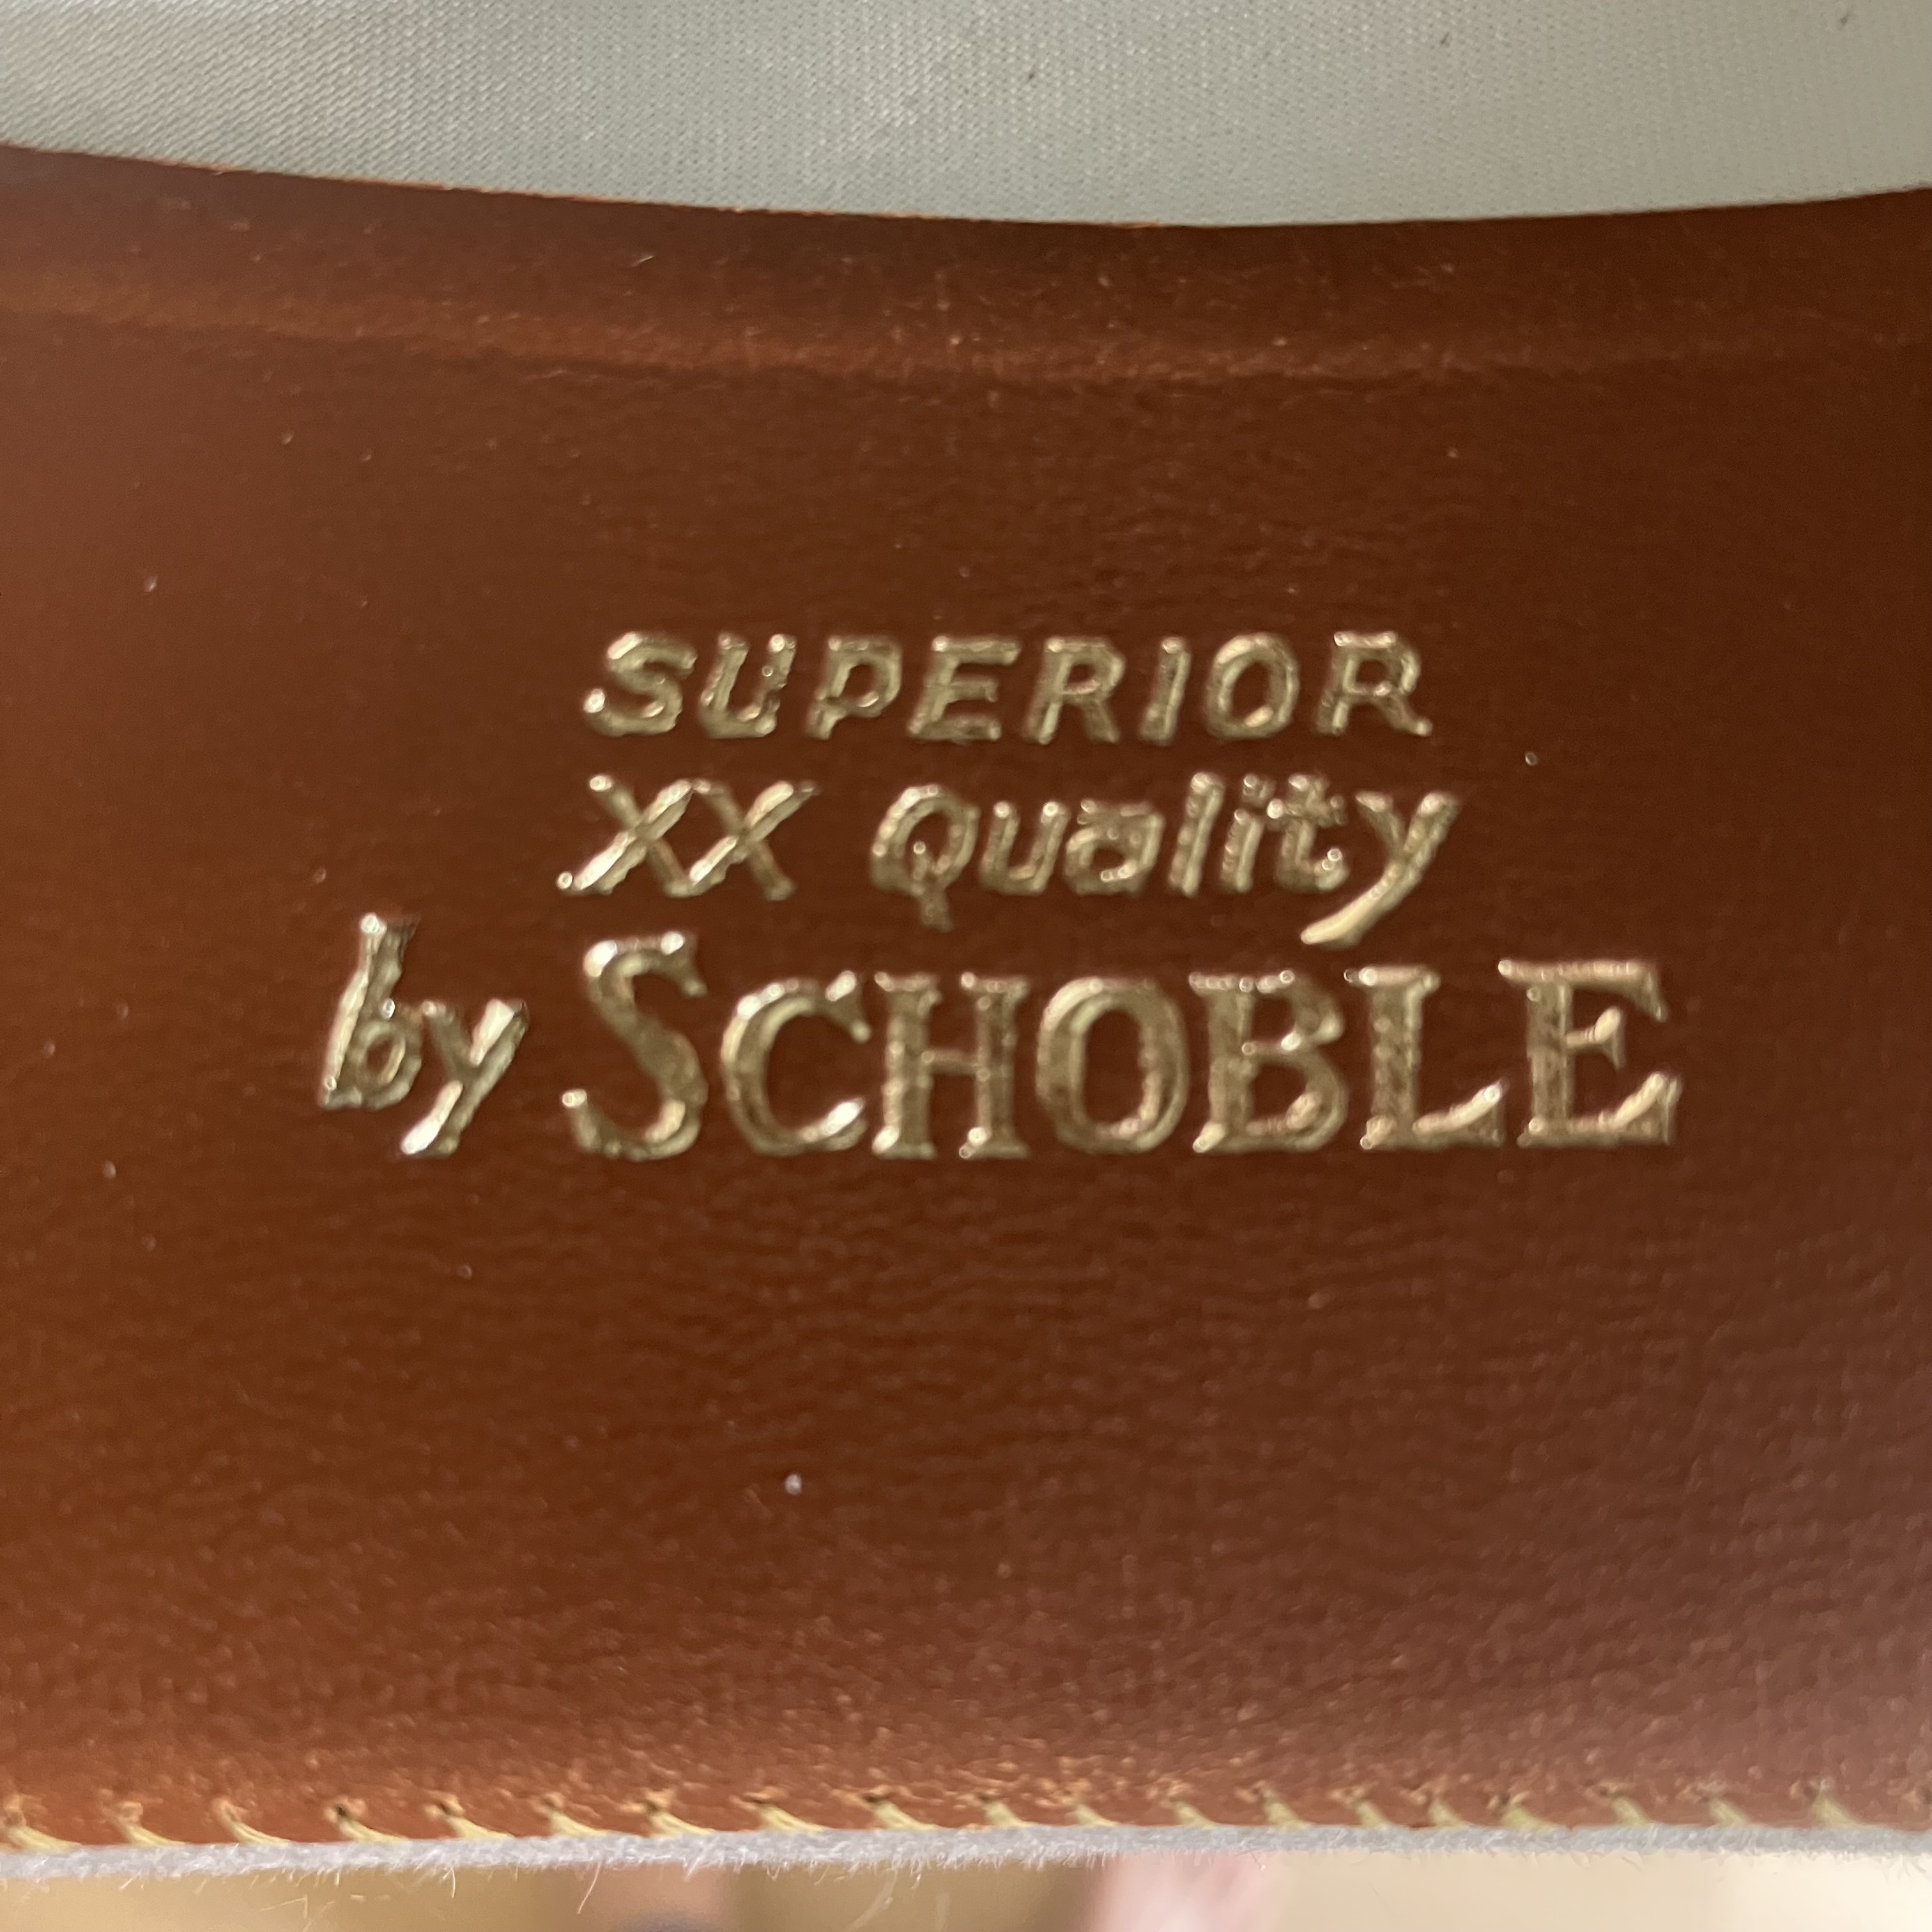 SUPERIOR
XX Quality
by SCHOBLE